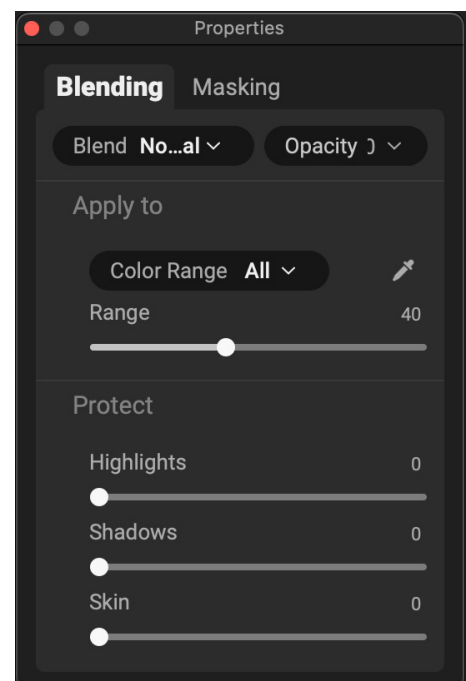 Properties
Blending Masking
Blend No...al Opacity
Apply to
Color Range All
Range 40
Protect
Highlights 0
Shadows 0
Skin 0